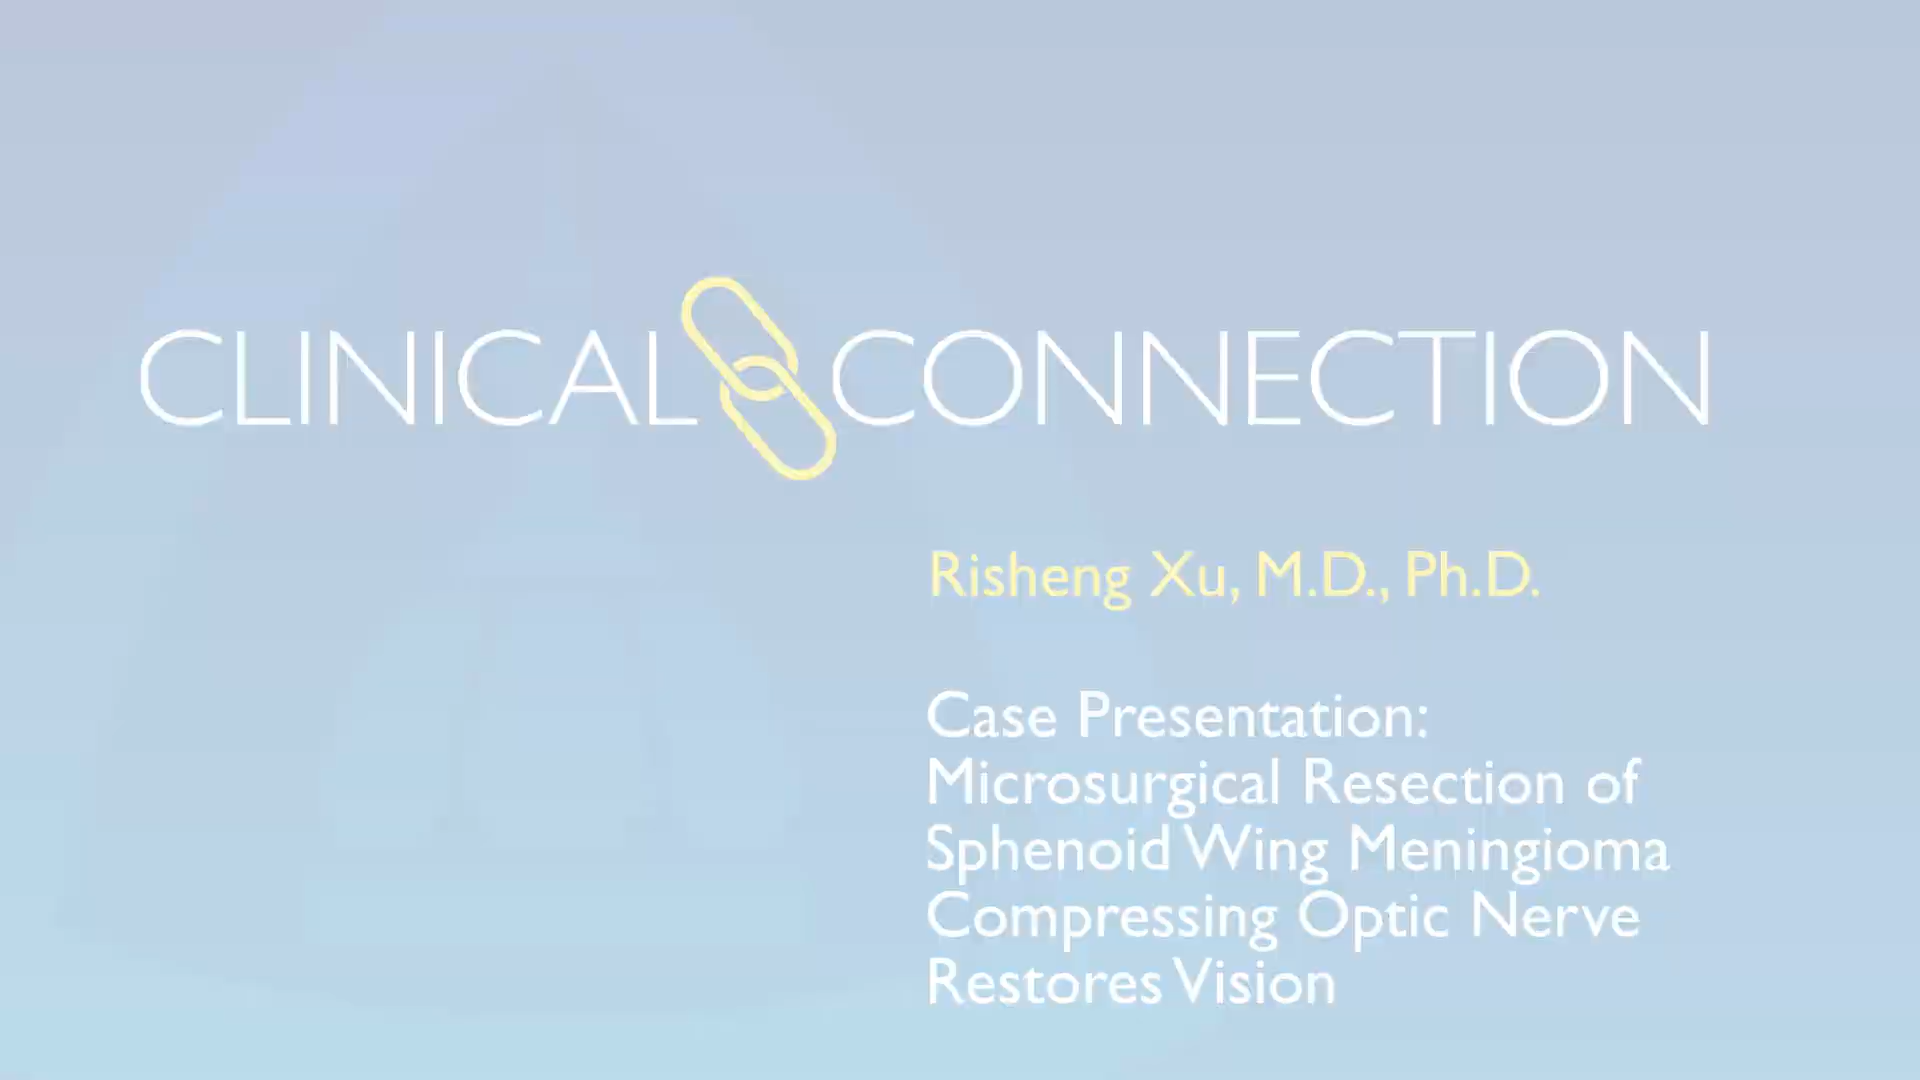 CLINICAL CONNECTION
Risheng Xu, M.D., Ph.D.
Case Presentation:
Microsurgical Resection of
Sphenoid Wing Meningioma
Compressing Optic Nerve
Restores Vision